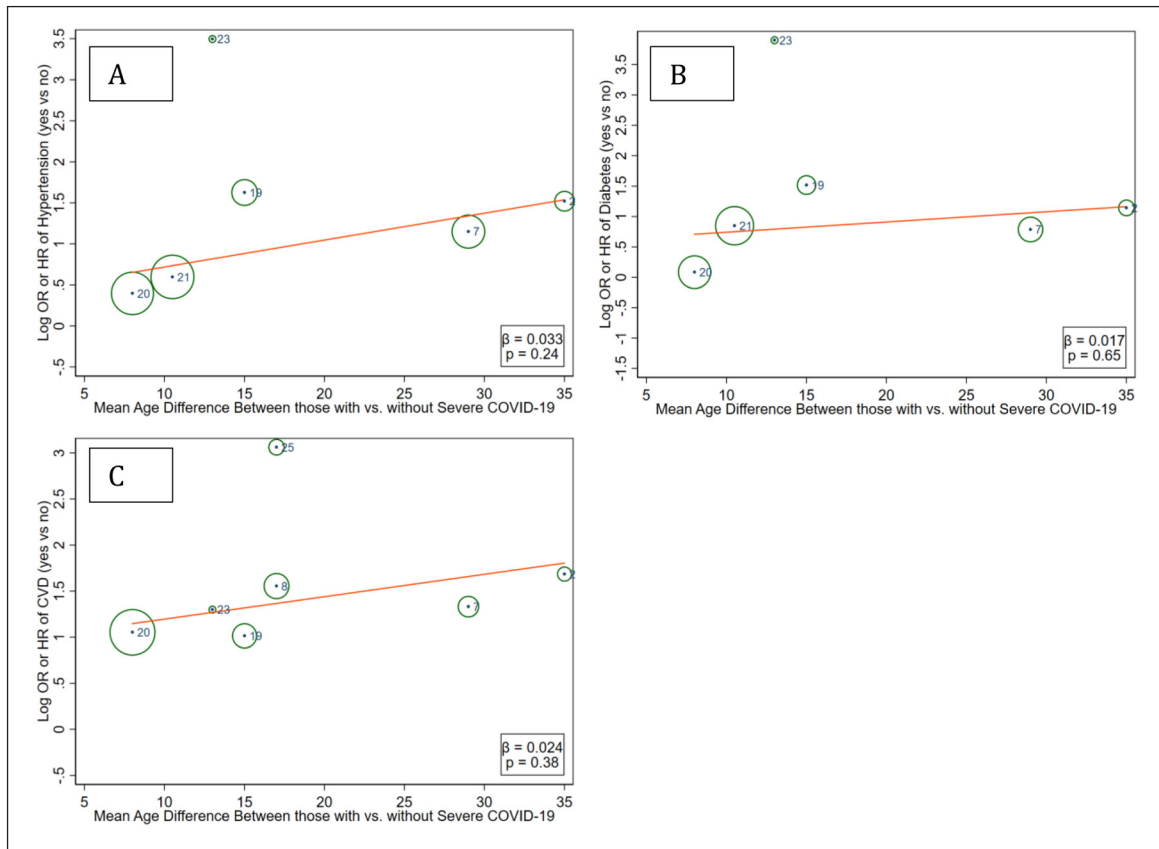 A
Log OR or HR of Hypertension (yes vs no)
3.5
3
2.5
2
1.5
1
.5
0
-.5
23
19
2
7
21
20
β = 0.033
p = 0.24
5 10 15 20 25 30 35
Mean Age Difference Between those with vs. without Severe COVID-19
B
Log OR or HR of Diabetes (yes vs no)
3.5
3
2.5
2
1.5
1
.5
0
-.5
-1
-1.5
23
19
2
21
7
20
β = 0.017
p = 0.65
5 10 15 20 25 30 35
Mean Age Difference Between those with vs. without Severe COVID-19
C
Log OR or HR of CVD (yes vs no)
3
2.5
2
1.5
1
.5
0
-.5
25
2
8
7
23
20
19
β = 0.024
p = 0.38
5 10 15 20 25 30 35
Mean Age Difference Between those with vs. without Severe COVID-19